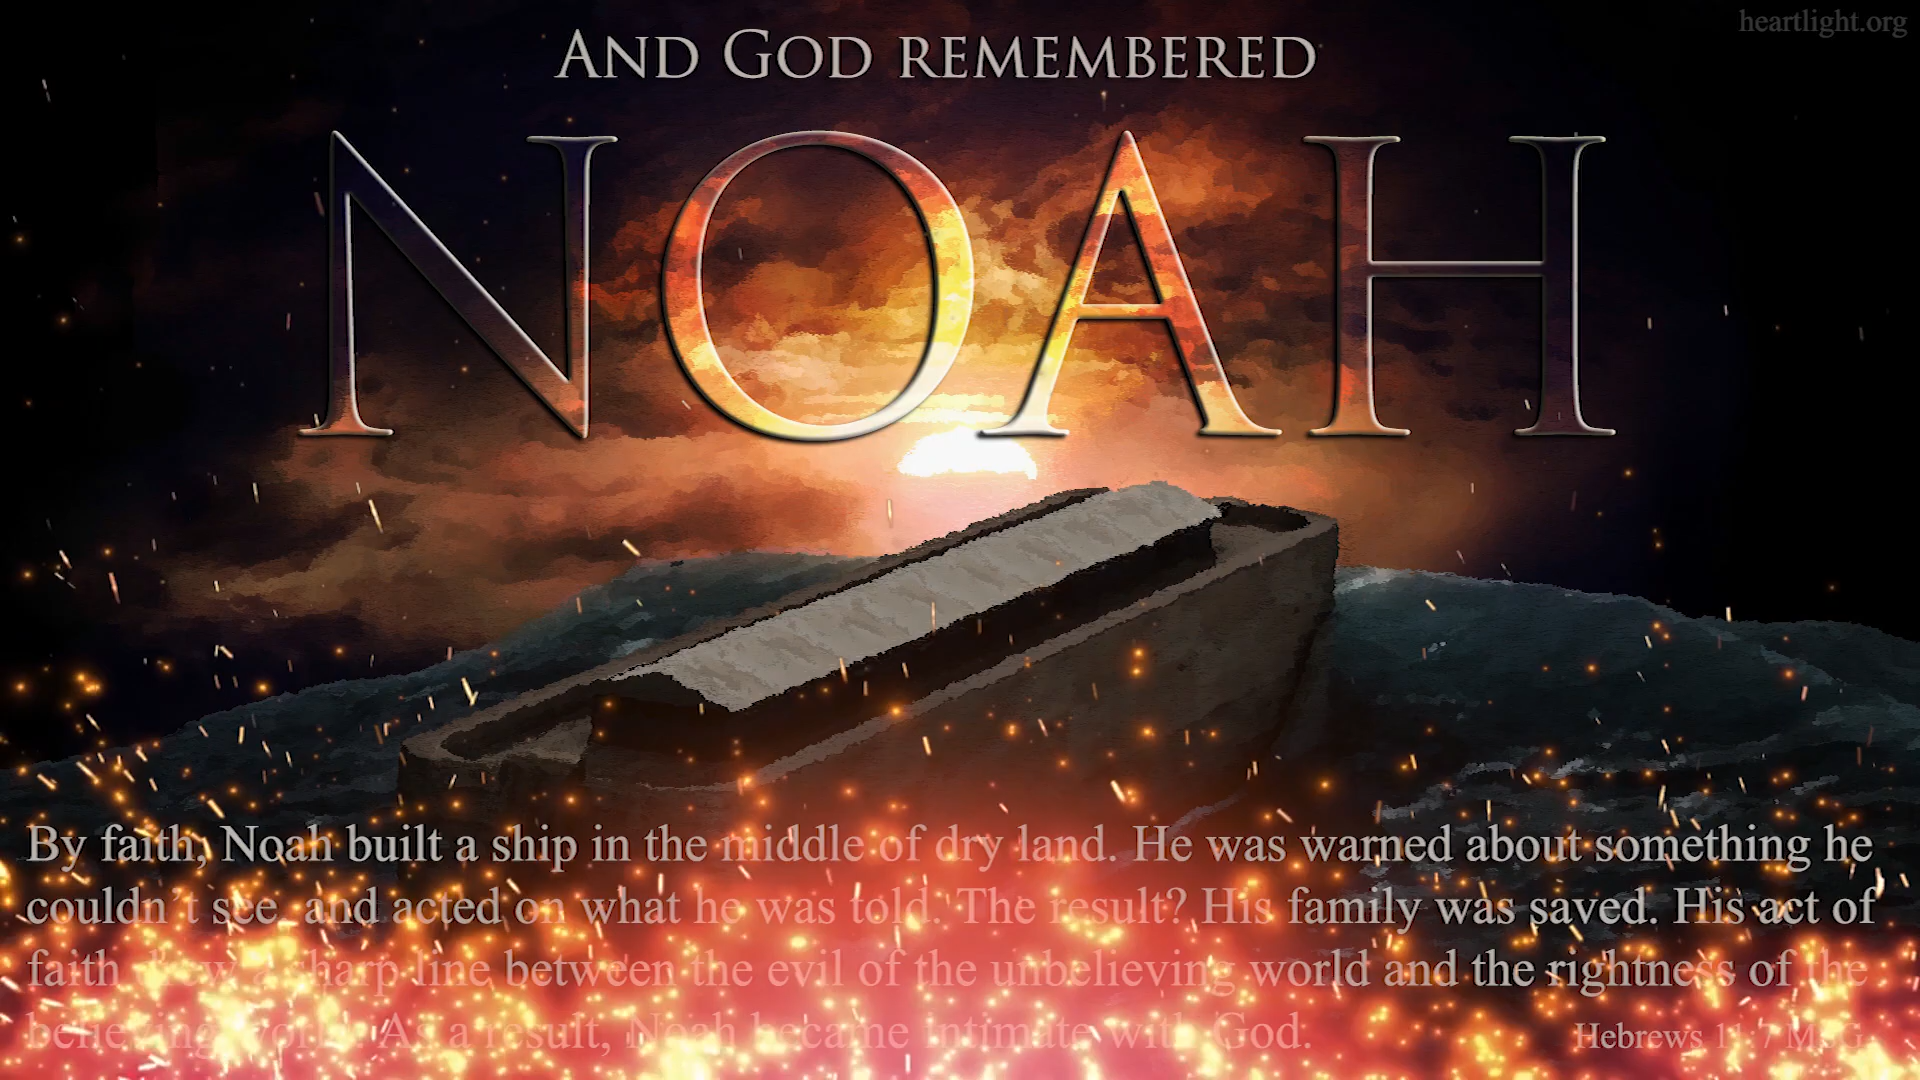 heartlight.org
AND GOD REMEMBERED
NOAH
By faith, Noah built a ship in the middle of dry land. He was warned about something he
couldn't see, and acted on what he was told. The result? His family was saved. His act of
faith drew a sharp line between the evil of the unbelieving world and the rightness of the
believing world. As a result, Noah became intimate with God.
Hebrews 11:7 MSG